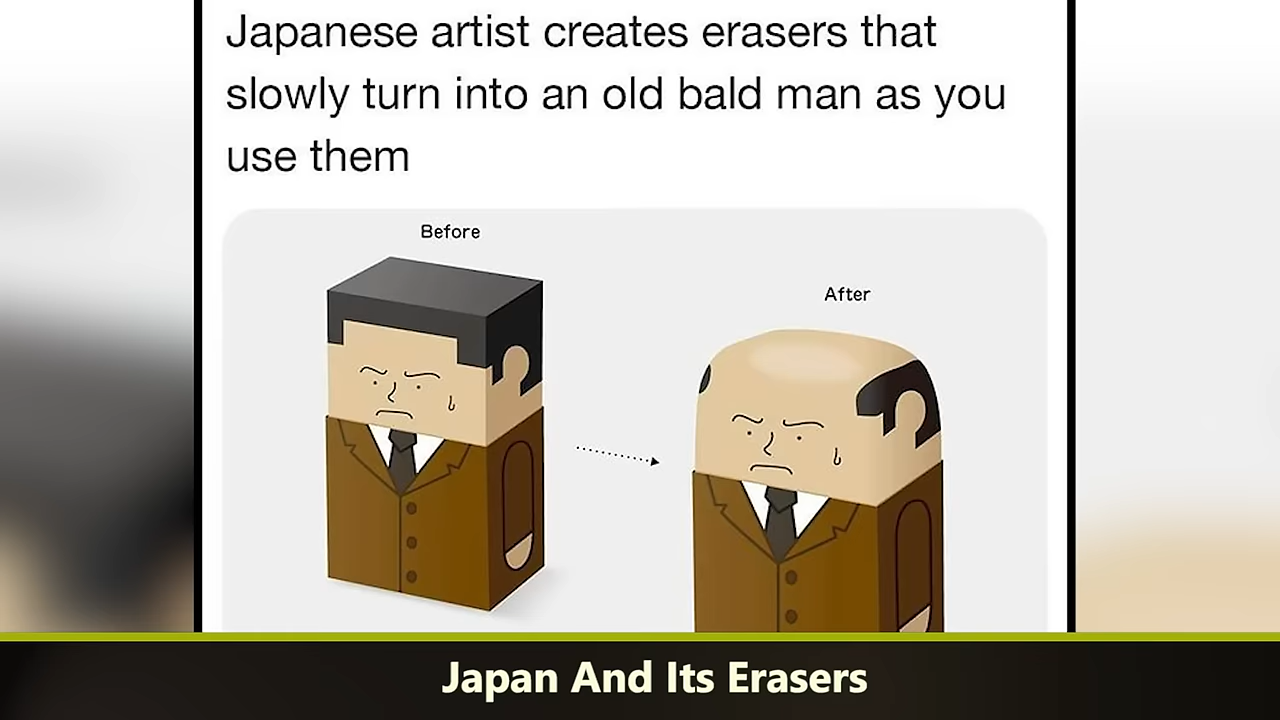 Japanese artist creates erasers that
slowly turn into an old bald man as you
use them
Before
After
Japan And Its Erasers